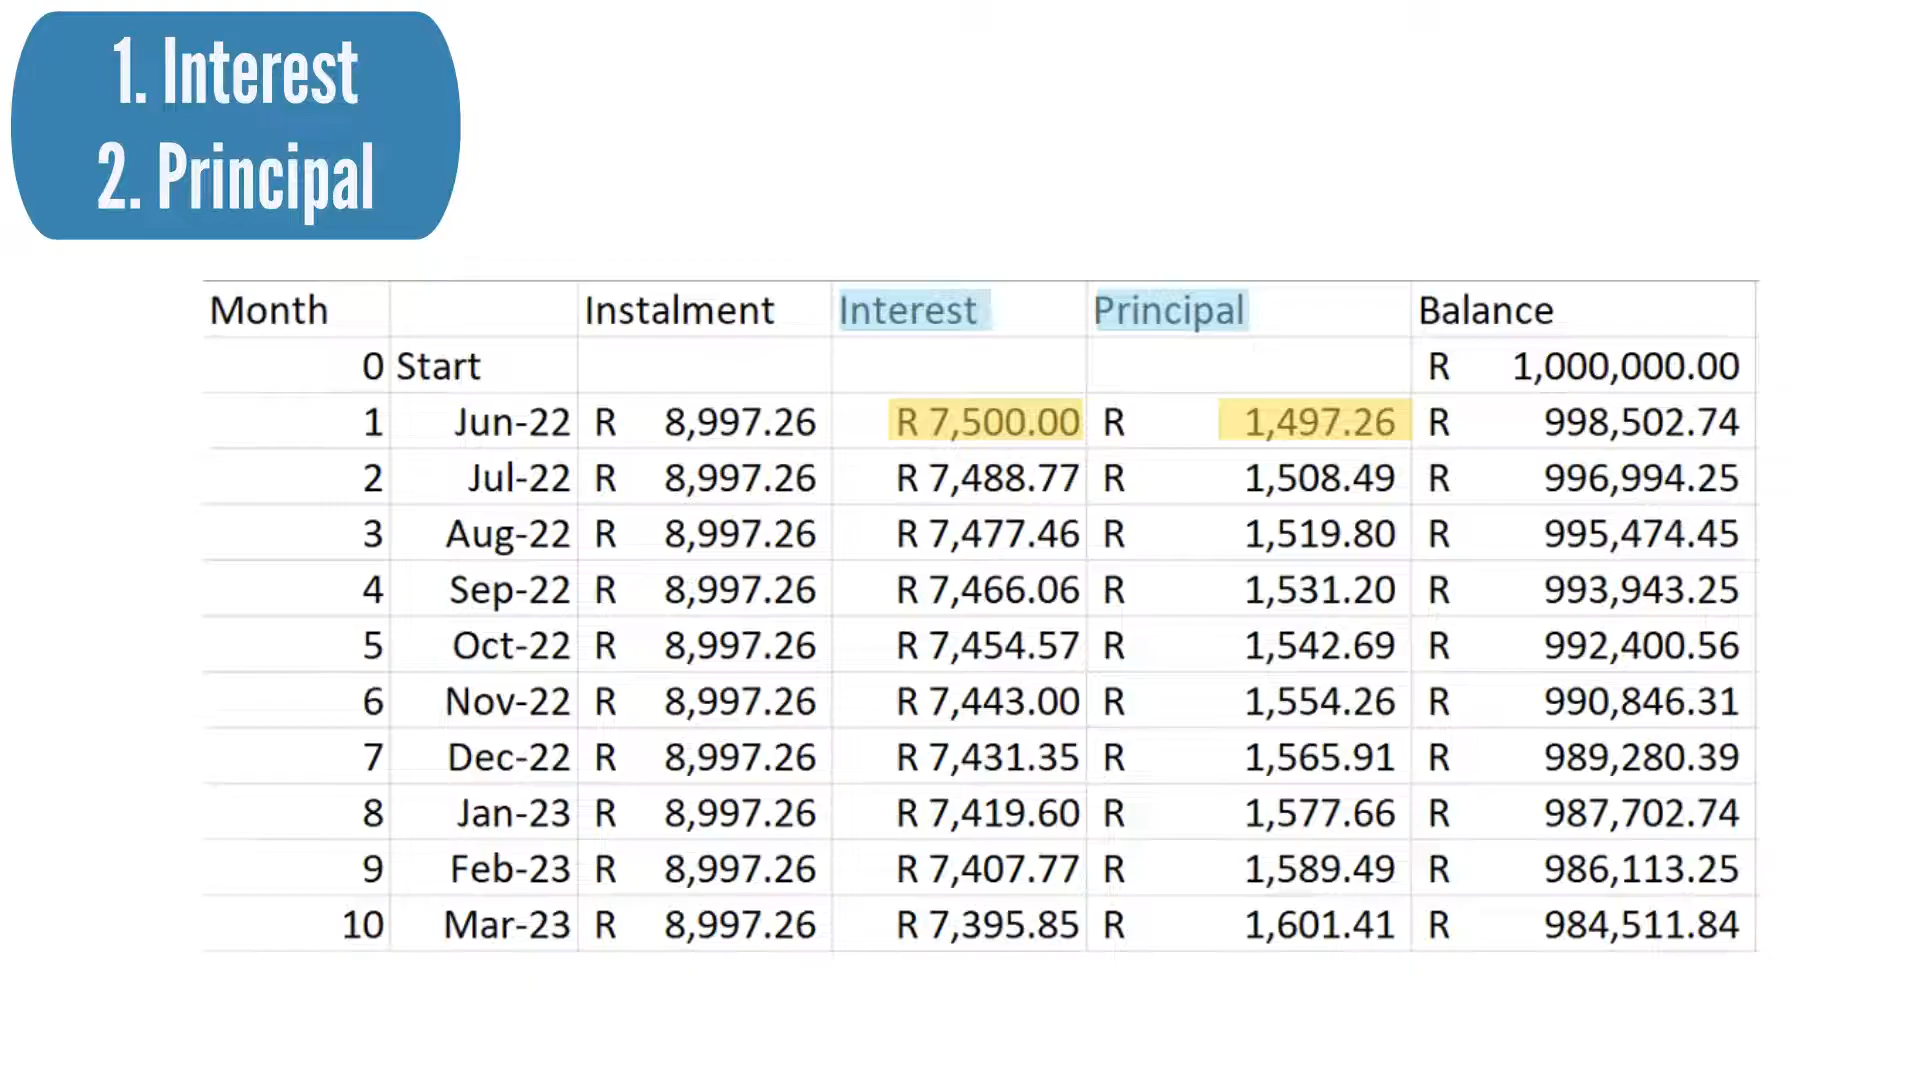 1. Interest
2. Principal
Month Instalment Interest Principal Balance
0 Start R 1,000,000.00
1 Jun-22 R 8,997.26 R 7,500.00 R 1,497.26 R 998,502.74
2 Jul-22 R 8,997.26 R 7,488.77 R 1,508.49 R 996,994.25
3 Aug-22 R 8,997.26 R 7,477.46 R 1,519.80 R 995,474.45
4 Sep-22 R 8,997.26 R 7,466.06 R 1,531.20 R 993,943.25
5 Oct-22 R 8,997.26 R 7,454.57 R 1,542.69 R 992,400.56
6 Nov-22 R 8,997.26 R 7,443.00 R 1,554.26 R 990,846.31
7 Dec-22 R 8,997.26 R 7,431.35 R 1,565.91 R 989,280.39
8 Jan-23 R 8,997.26 R 7,419.60 R 1,577.66 R 987,702.74
9 Feb-23 R 8,997.26 R 7,407.77 R 1,589.49 R 986,113.25
10 Mar-23 R 8,997.26 R 7,395.85 R 1,601.41 R 984,511.84